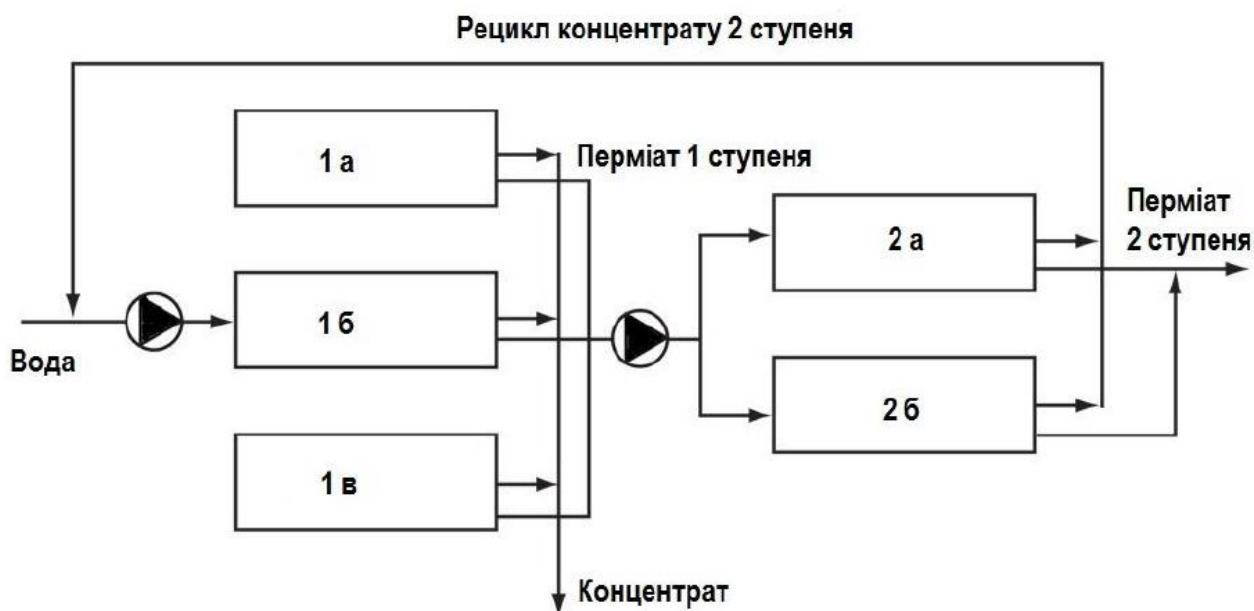 Рецикл концентрату 2 ступеня
1 а
Перміат 1 ступеня
2 а
Перміат
2 ступеня
1 б
Вода
2 б
1 в
Концентрат